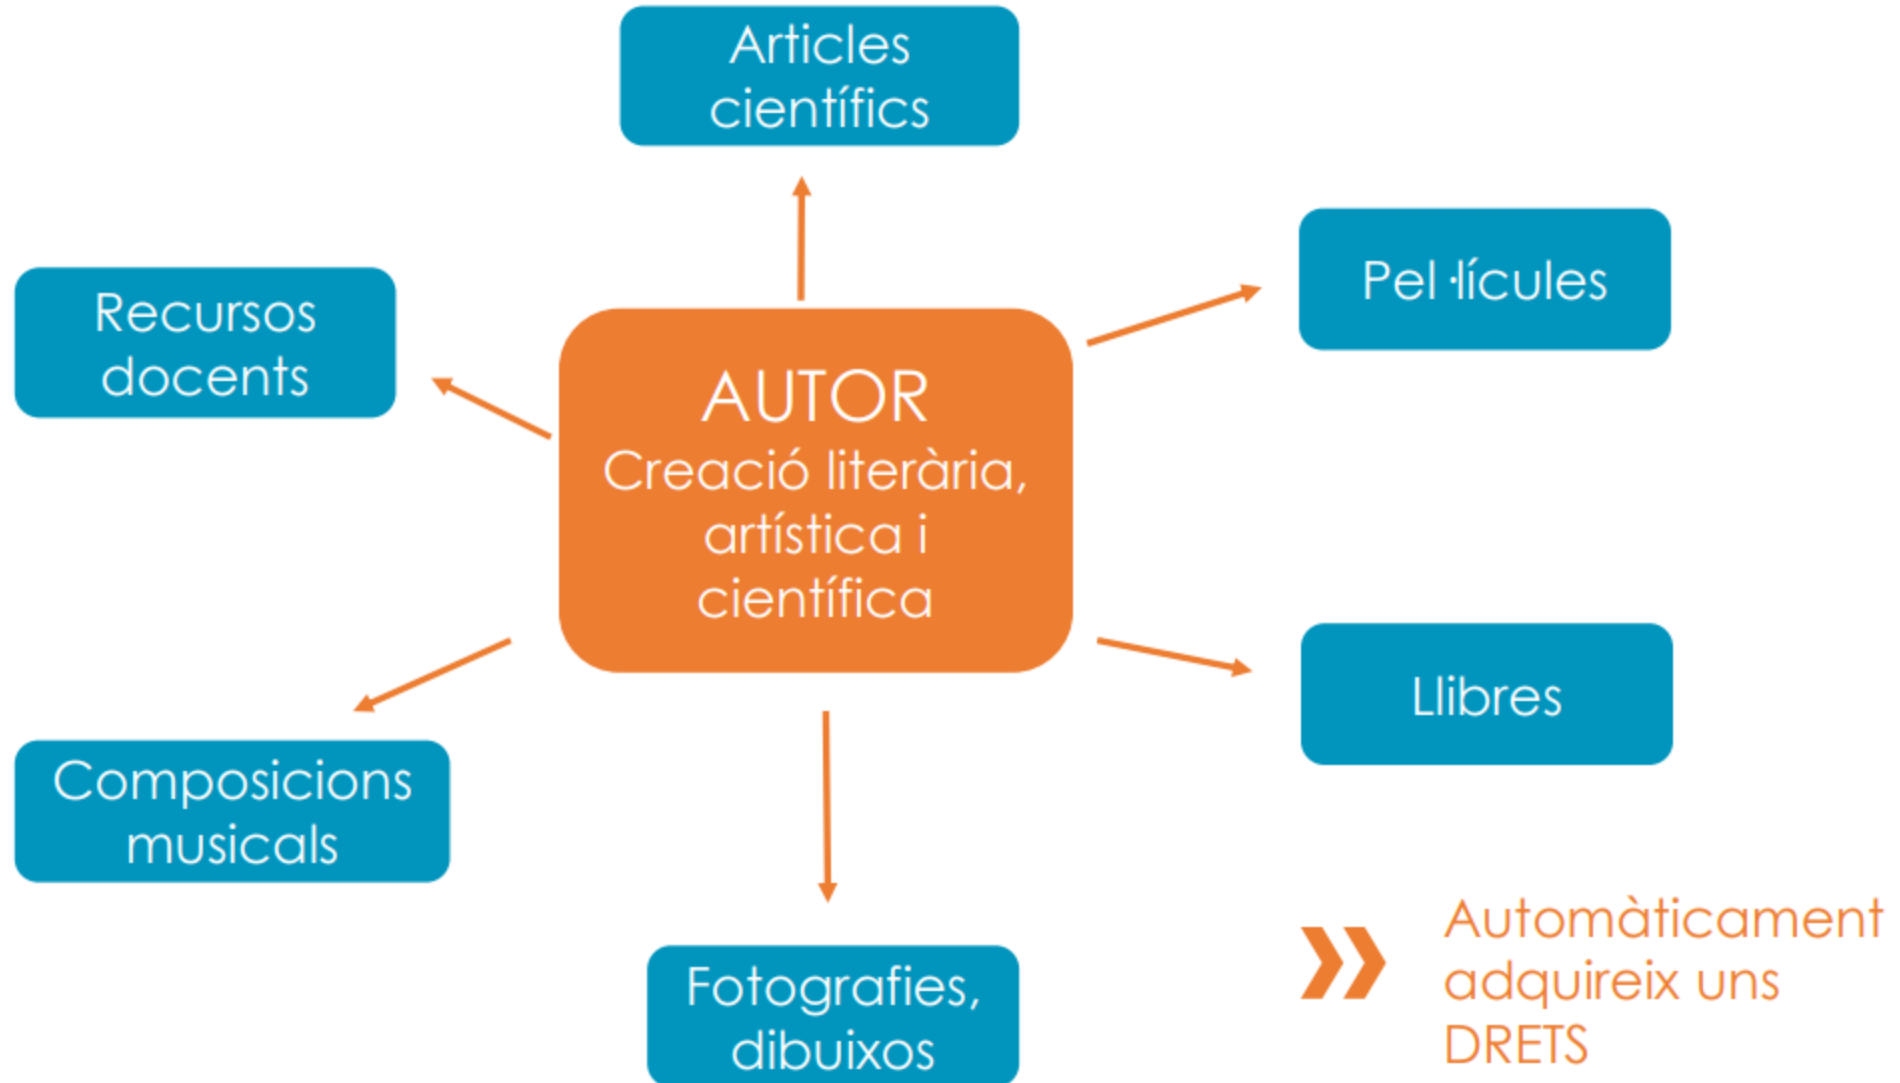 Articles
científics
Pel·lícules
Recursos
docents
AUTOR
Creació literària,
artística i
científica
Llibres
Composicions
musicals
Fotografies,
dibuixos
Automàticament
adquireix uns
DRETS